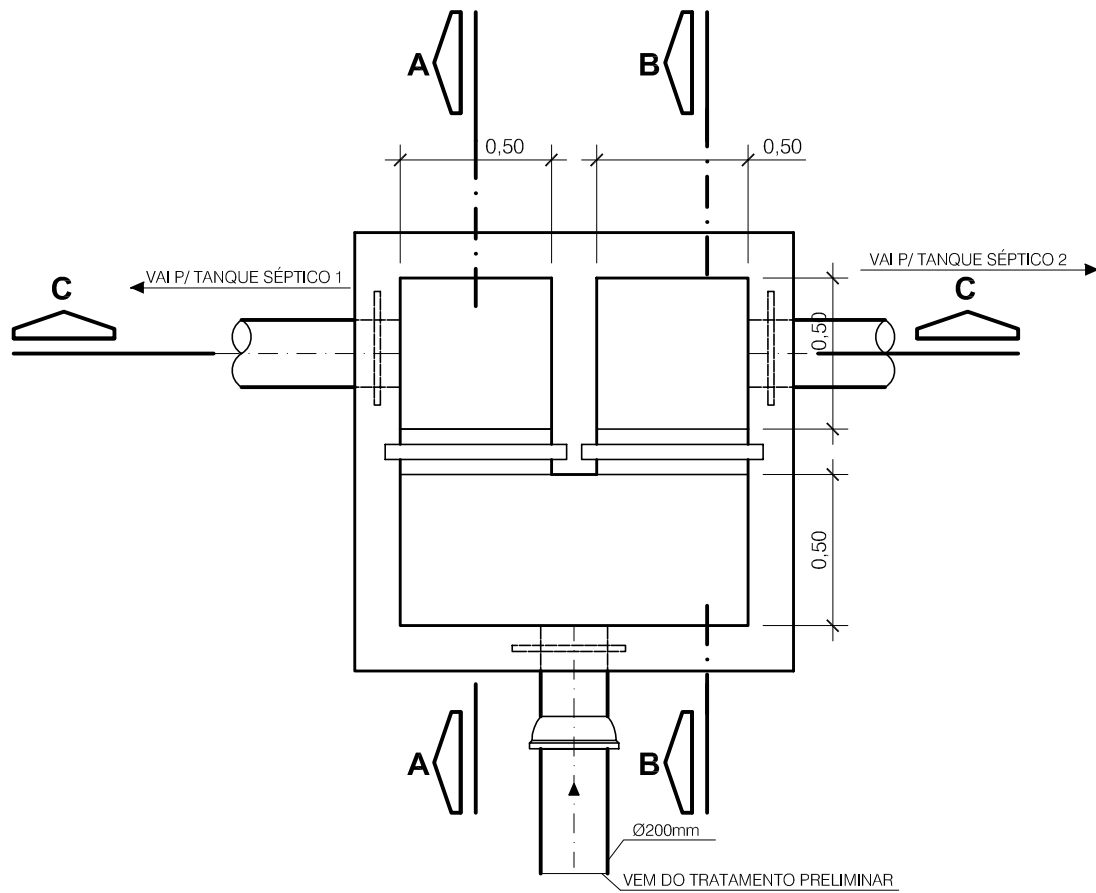 A
B
0,50
0,50
VAI P/ TANQUE SÉPTICO 1
VAI P/ TANQUE SÉPTICO 2
C
C
0,50
0,50
A
B
Ø200mm
VEM DO TRATAMENTO PRELIMINAR